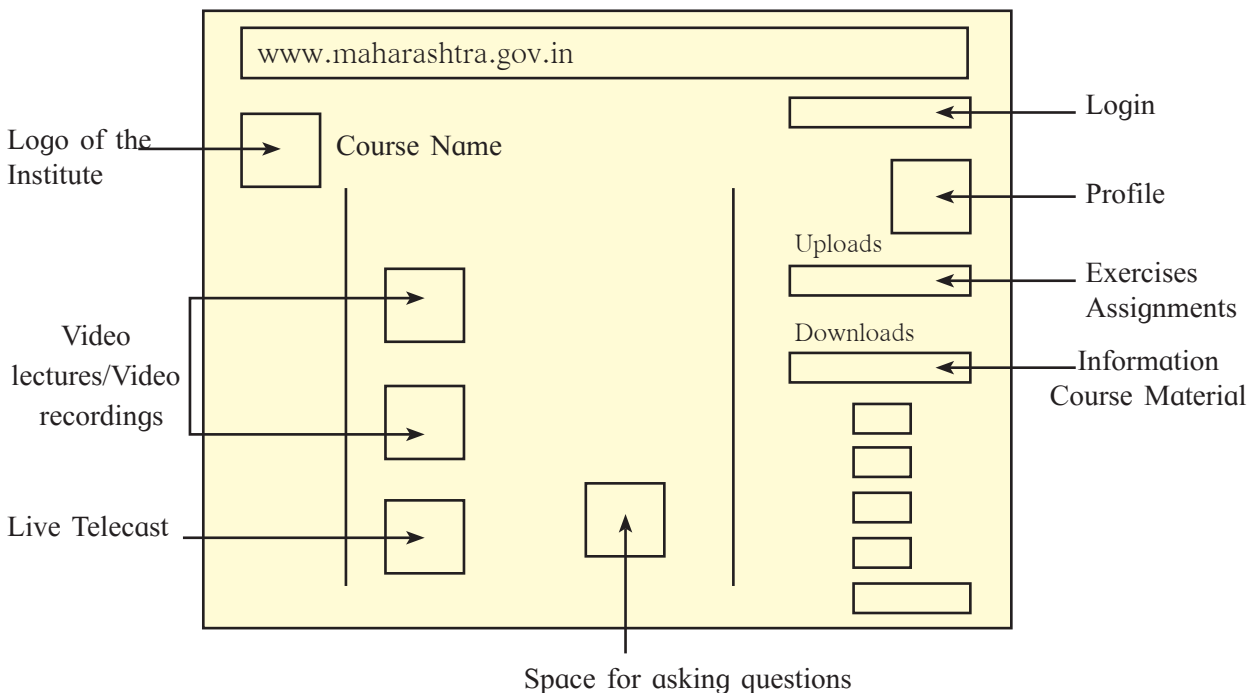 www.maharashtra.gov.in
Login
Logo of the
Institute
Course Name
Profile
Uploads
Exercises
Assignments
Video
lectures/Video
recordings
Downloads
Information
Course Material
Live Telecast
Space for asking questions